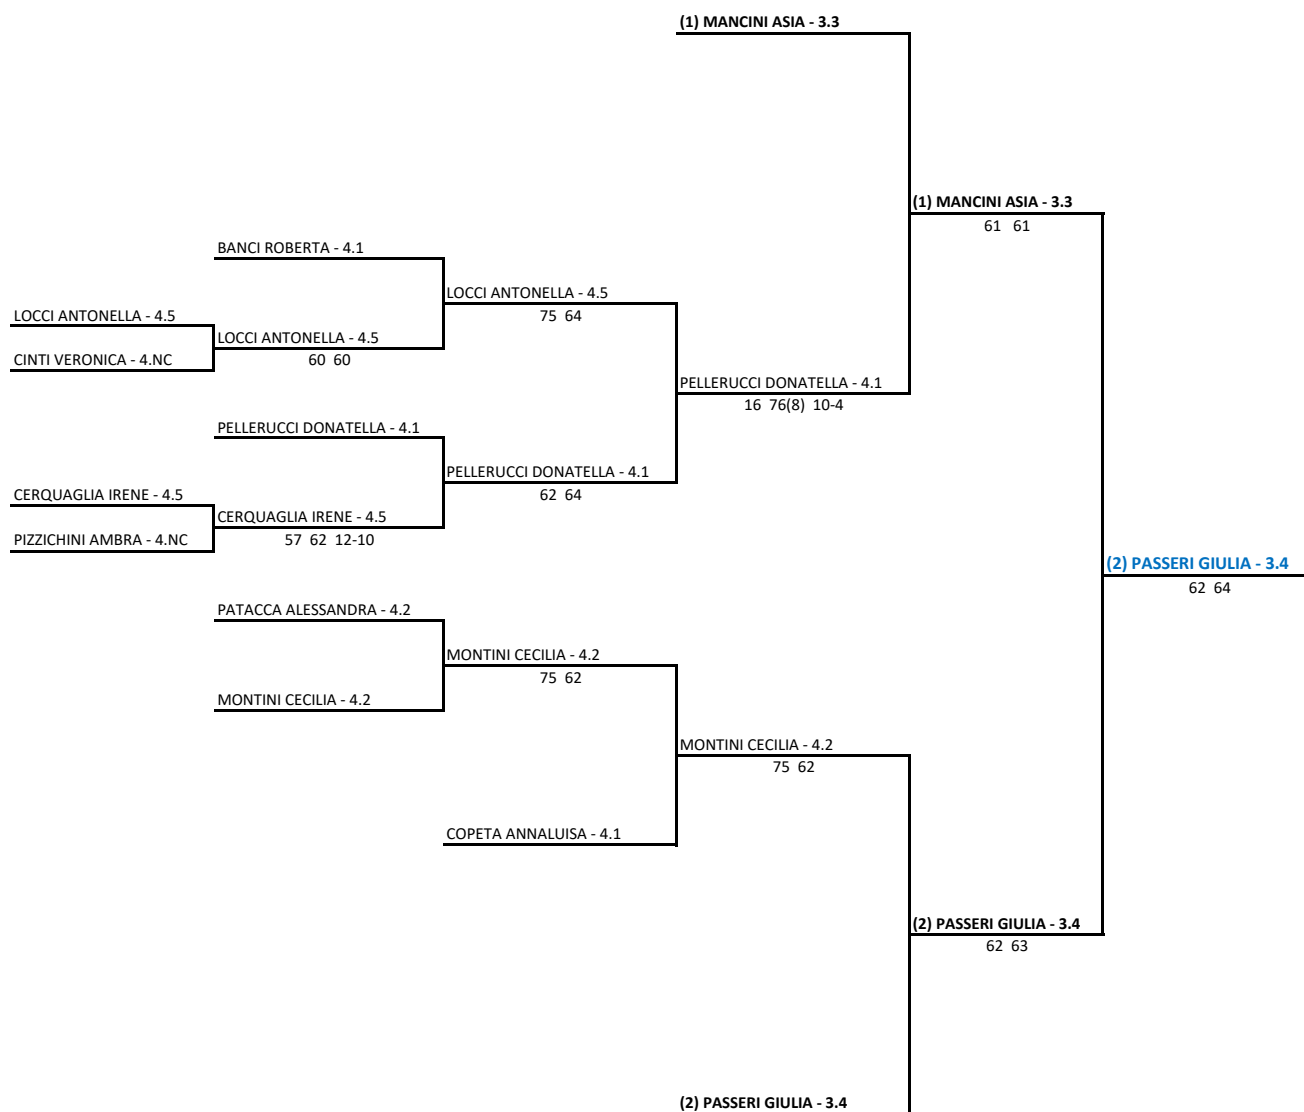 (1) MANCINI ASIA - 3.3
(1) MANCINI ASIA - 3.3
61 61
BANCI ROBERTA - 4.1
LOCCI ANTONELLA - 4.5
75 64
LOCCI ANTONELLA - 4.5
LOCCI ANTONELLA - 4.5
60 60
CINTI VERONICA - 4.NC
PELLERUCCI DONATELLA - 4.1
16 76(8) 10-4
PELLERUCCI DONATELLA - 4.1
PELLERUCCI DONATELLA - 4.1
62 64
CERQUAGLIA IRENE - 4.5
CERQUAGLIA IRENE - 4.5
57 62 12-10
PIZZICHINI AMBRA - 4.NC
(2) PASSERI GIULIA - 3.4
62 64
PATACCA ALESSANDRA - 4.2
MONTINI CECILIA - 4.2
75 62
MONTINI CECILIA - 4.2
MONTINI CECILIA - 4.2
75 62
COPETA ANNALUISA - 4.1
(2) PASSERI GIULIA - 3.4
62 63
(2) PASSERI GIULIA - 3.4